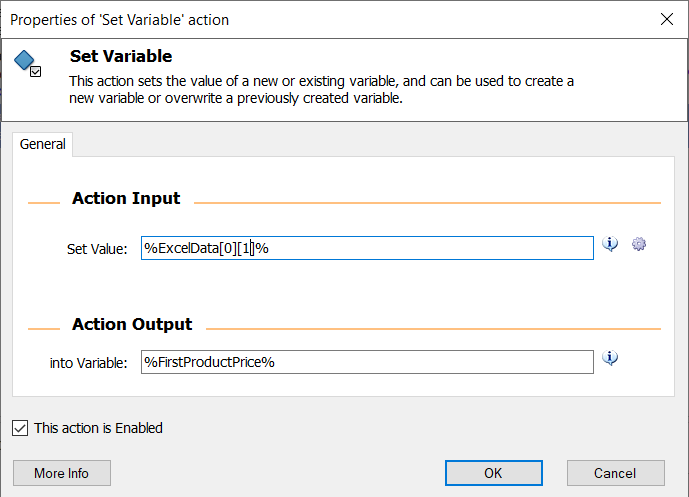 Properties of 'Set Variable' action
Set Variable
This action sets the value of a new or existing variable, and can be used to create a
new variable or overwrite a previously created variable.
General
Action Input
Set Value: %ExcelData[0][1]%
Action Output
into Variable: %FirstProductPrice%
This action is Enabled
More Info OK Cancel